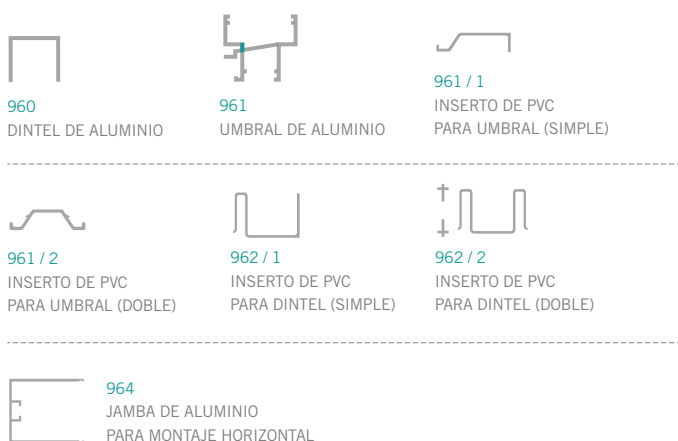 960
DINTEL DE ALUMINIO
961
UMBRAL DE ALUMINIO
961 / 1
INSERTO DE PVC
PARA UMBRAL (SIMPLE)
961 / 2
INSERTO DE PVC
PARA UMBRAL (DOBLE)
962 / 1
INSERTO DE PVC
PARA DINTEL (SIMPLE)
962 / 2
INSERTO DE PVC
PARA DINTEL (DOBLE)
964
JAMBA DE ALUMINIO
PARA MONTAJE HORIZONTAL